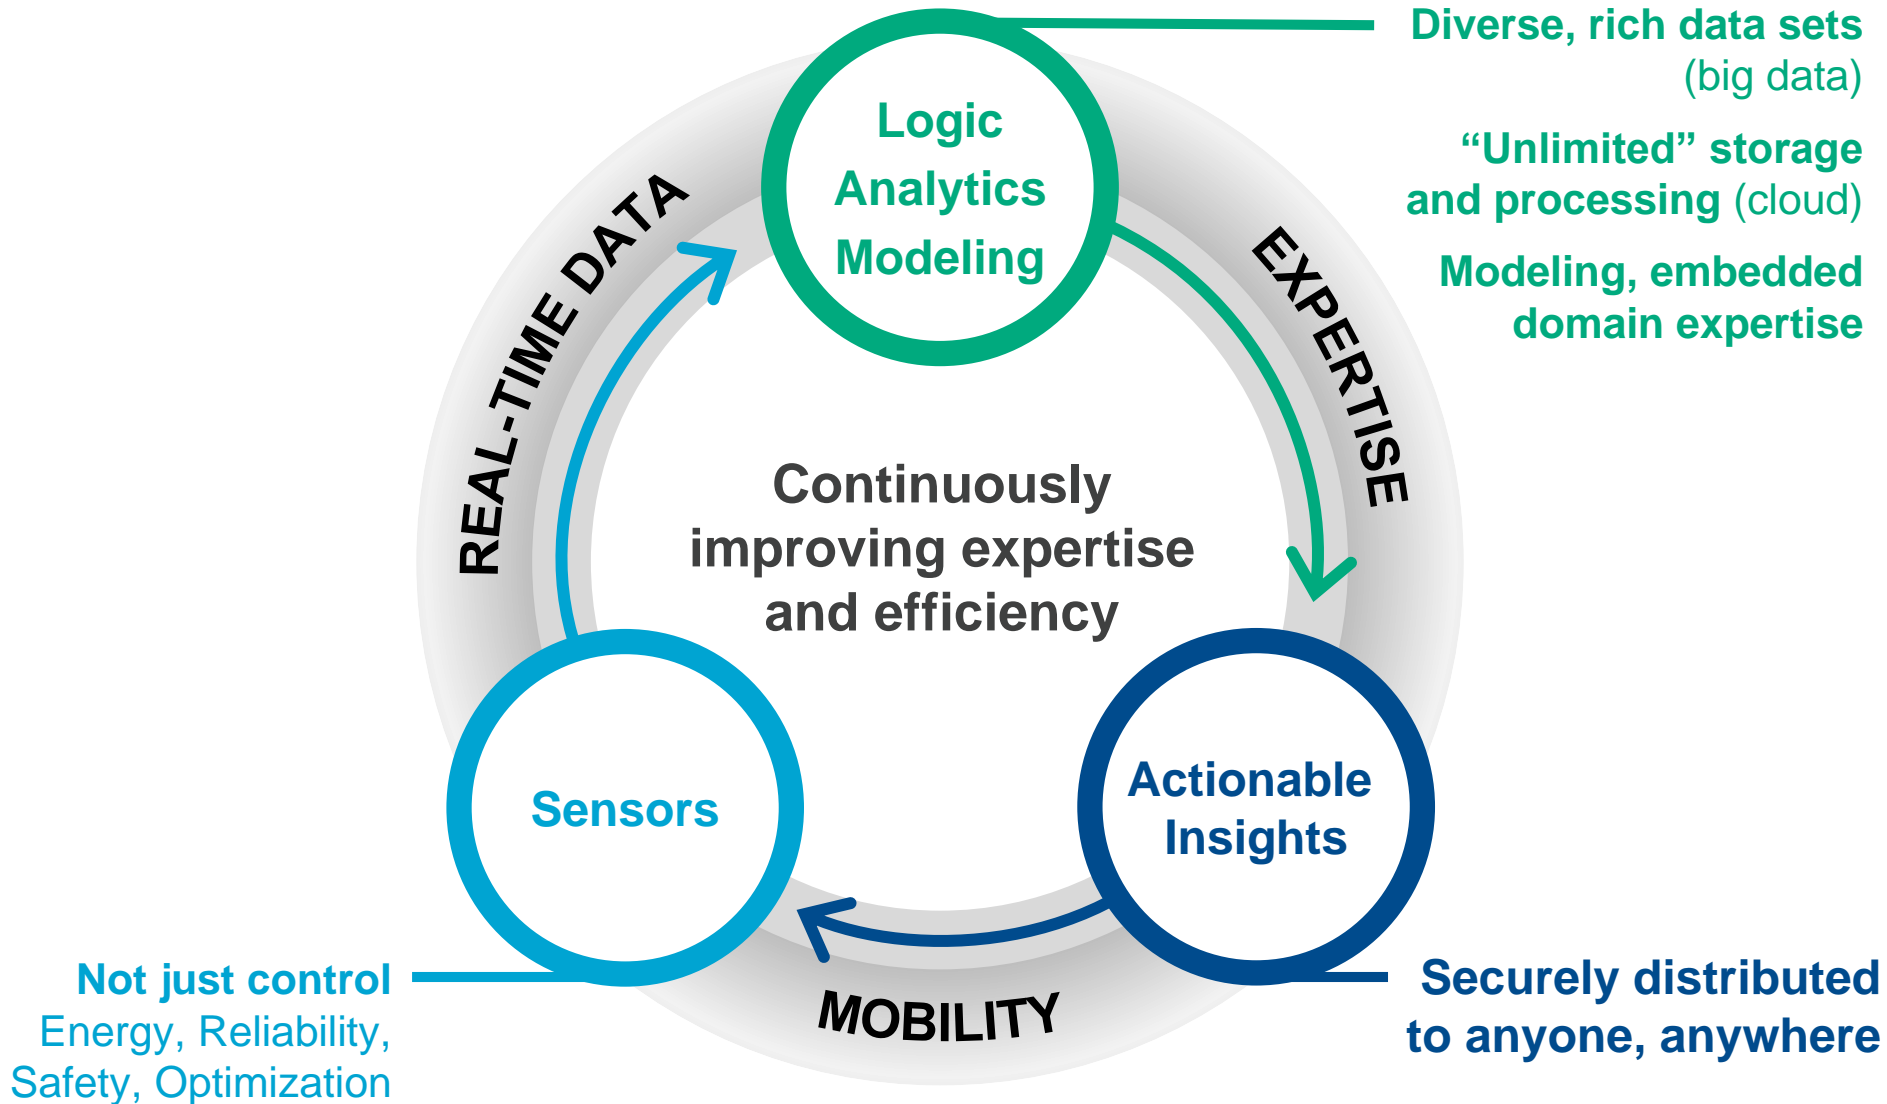 Diverse, rich data sets
(big data)
“Unlimited” storage
and processing (cloud)
Modeling, embedded
domain expertise
Logic
Analytics
Modeling
REAL-TIME DATA
EXPERTISE
Continuously
improving expertise
and efficiency
Sensors
Actionable
Insights
MOBILITY
Not just control
Energy, Reliability,
Safety, Optimization
Securely distributed
to anyone, anywhere